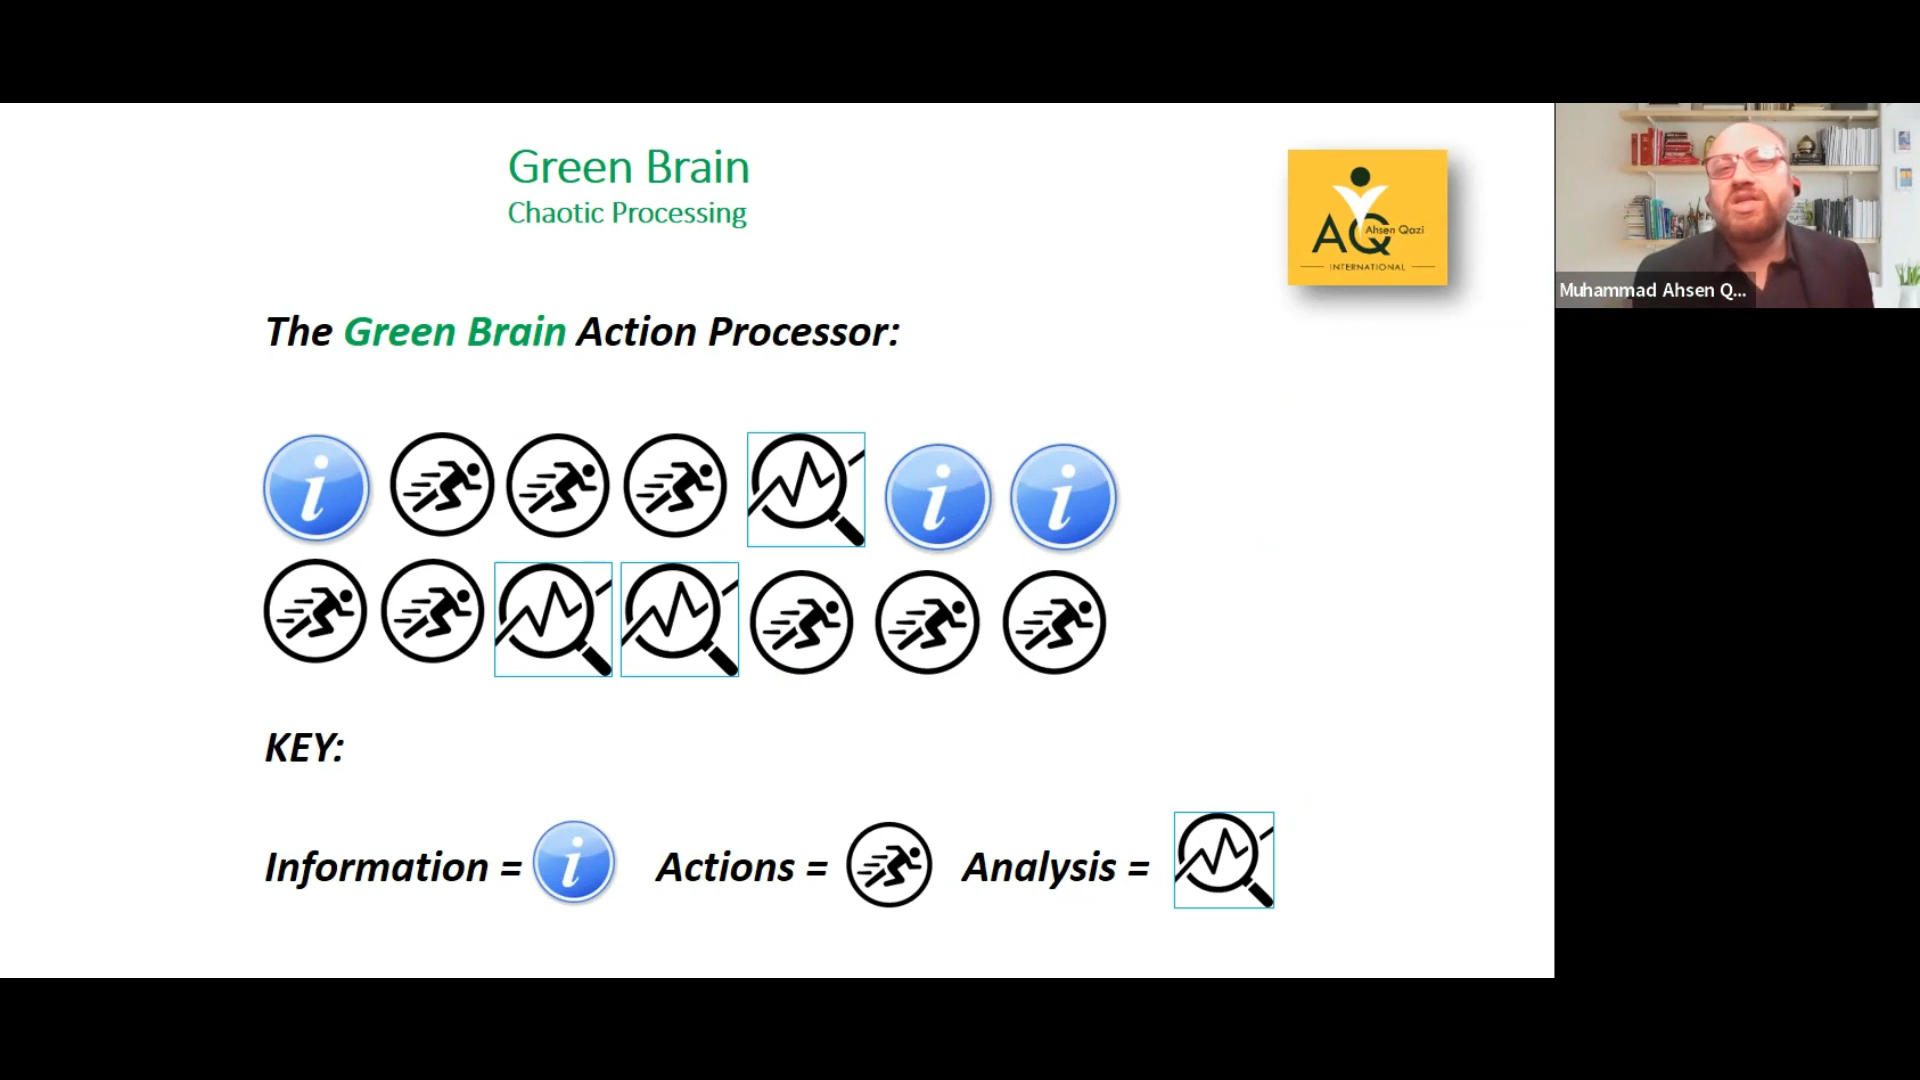 Green Brain
Chaotic Processing
AQ
Ahsen Qazi
INTERNATIONAL
Muhammad Ahsen Q...
The Green Brain Action Processor:
i
i
i
KEY:
Information = i Actions = Analysis =